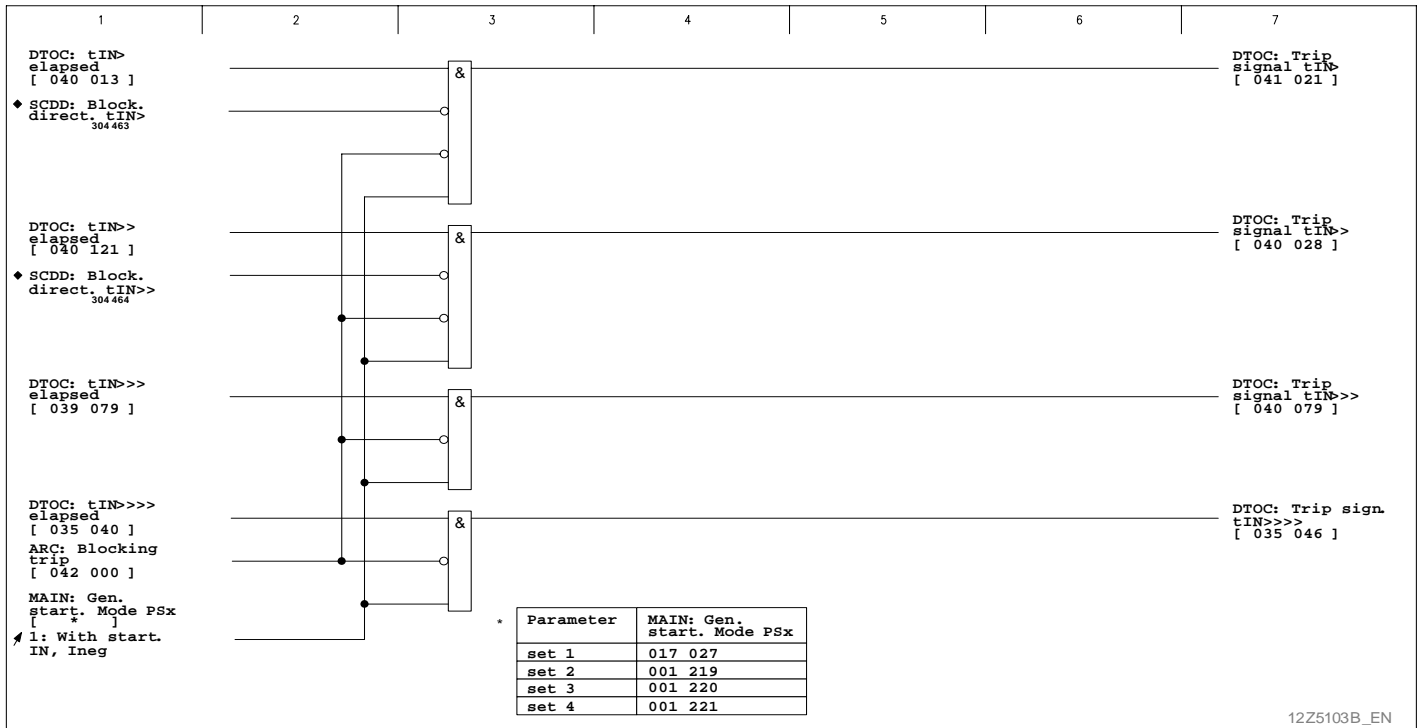 1 2 3 4 5 6 7
DTOC: tIN>
elapsed
[ 040 013 ]
◆ SCDD: Block.
direct. tIN>
304 463
&
DTOC: Trip
signal tIN>
[ 041 021 ]
DTOC: tIN>>
elapsed
[ 040 121 ]
◆ SCDD: Block.
direct. tIN>>
304 464
&
DTOC: Trip
signal tIN>>
[ 040 028 ]
DTOC: tIN>>>
elapsed
[ 039 079 ]
&
DTOC: Trip
signal tIN>>>
[ 040 079 ]
DTOC: tIN>>>>
elapsed
[ 035 040 ]
&
DTOC: Trip sign.
tIN>>>>
[ 035 046 ]
ARC: Blocking
trip
[ 042 000 ]
MAIN: Gen.
start. Mode PSx
[ * ]
1: With start.
IN, Ineg
* Parameter MAIN: Gen.
start. Mode PSx
set 1 017 027
set 2 001 219
set 3 001 220
set 4 001 221
12Z5103B_EN